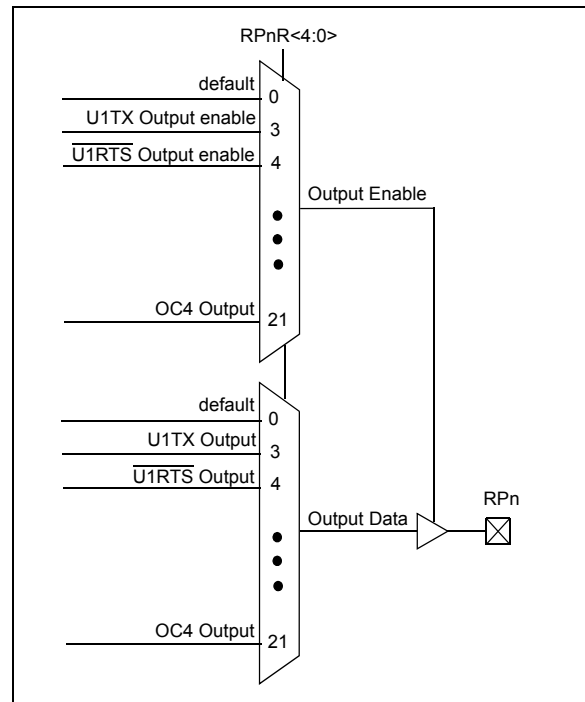 RPnR<4:0>
default
0
U1TX Output enable
3
U1RTS Output enable
4
Output Enable
OC4 Output
21
default
0
U1TX Output
3
U1RTS Output
4
RPn
Output Data
OC4 Output
21